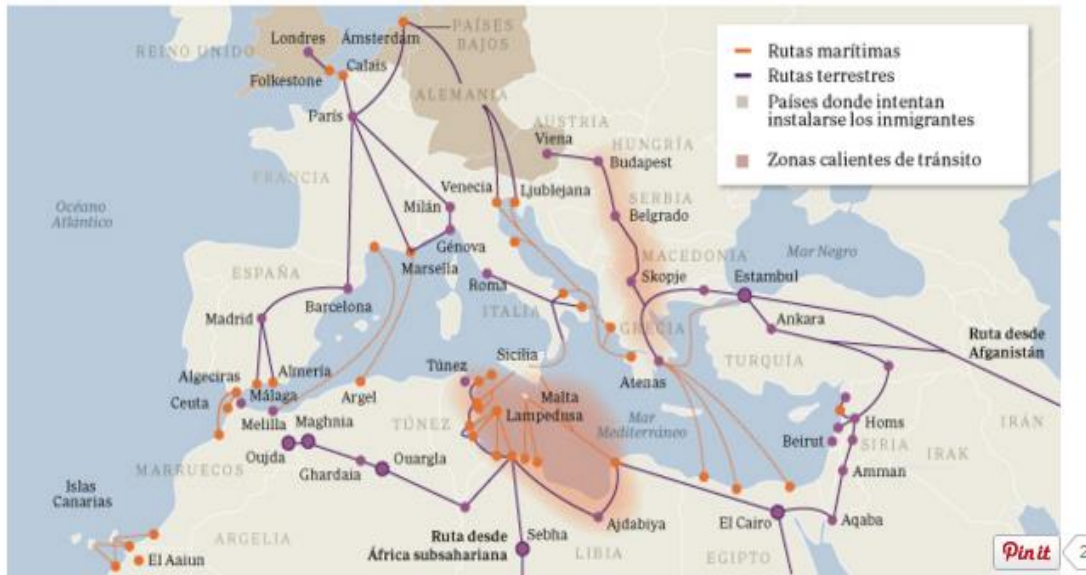 Londres
Ámsterdam
PAÍSES
BAJOS
REINO UNIDO
Calais
Folkestone
ALEMANIA
París
AUSTRIA
Viena
HUNGRÍA
Budapest
FRANCIA
Venecia
Ljublejana
SERBIA
Milán
Belgrado
Océano
Atlántico
Génova
MACEDONIA
Mar Negro
Marsella
Skopje
Estambul
ESPAÑA
Roma
Barcelona
ITALIA
Ankara
Madrid
GRECIA
Ruta desde
Afganistán
Sicilia
TURQUÍA
Túnez
Atenas
Almería
Algeciras
Málaga
Argel
Malta
Ceuta
Lampedusa
Homs
Melilla
Mar
Mediterráneo
IRÁN
Maghnia
TÚNEZ
Beirut
SIRIA
IRAK
Oujda
Ouargla
MARRUECOS
Ghardaia
Amman
Islas
Canarias
El Cairo
Aqaba
Ajdabiya
Sebha
ARGELIA
Ruta desde
África subsahariana
El Aaiun
LIBIA
EGIPTO
Rutas marítimas
Rutas terrestres
Países donde intentan
instalarse los inmigrantes
Zonas calientes de tránsito
Pin it
2